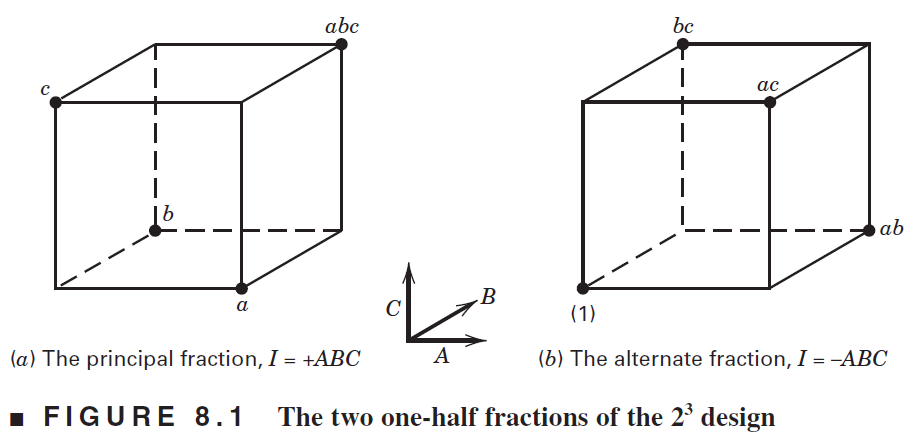 abc
c
b
a
bc
ac
ab
(1)
C
B
A
(a) The principal fraction, I = +ABC
(b) The alternate fraction, I = –ABC
■ FIGURE 8.1 The two one-half fractions of the 2³ design